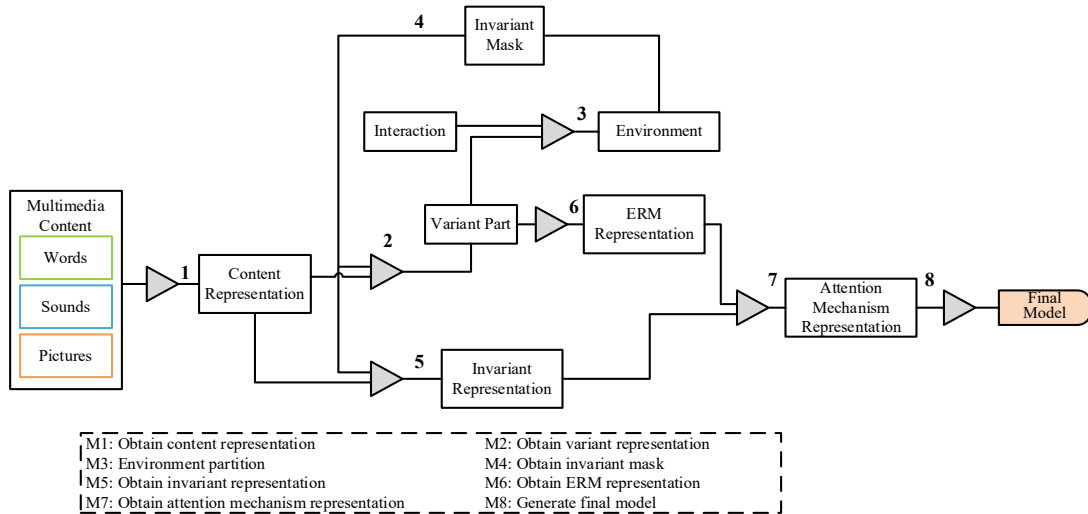 4
Invariant
Mask
Interaction
3
Environment
Multimedia
Content
Words
Sounds
Pictures
1
Content
Representation
2
Variant Part
6
ERM
Representation
5
Invariant
Representation
7
Attention
Mechanism
Representation
8
Final
Model
M1: Obtain content representation
M2: Obtain variant representation
M3: Environment partition
M4: Obtain invariant mask
M5: Obtain invariant representation
M6: Obtain ERM representation
M7: Obtain attention mechanism representation
M8: Generate final model